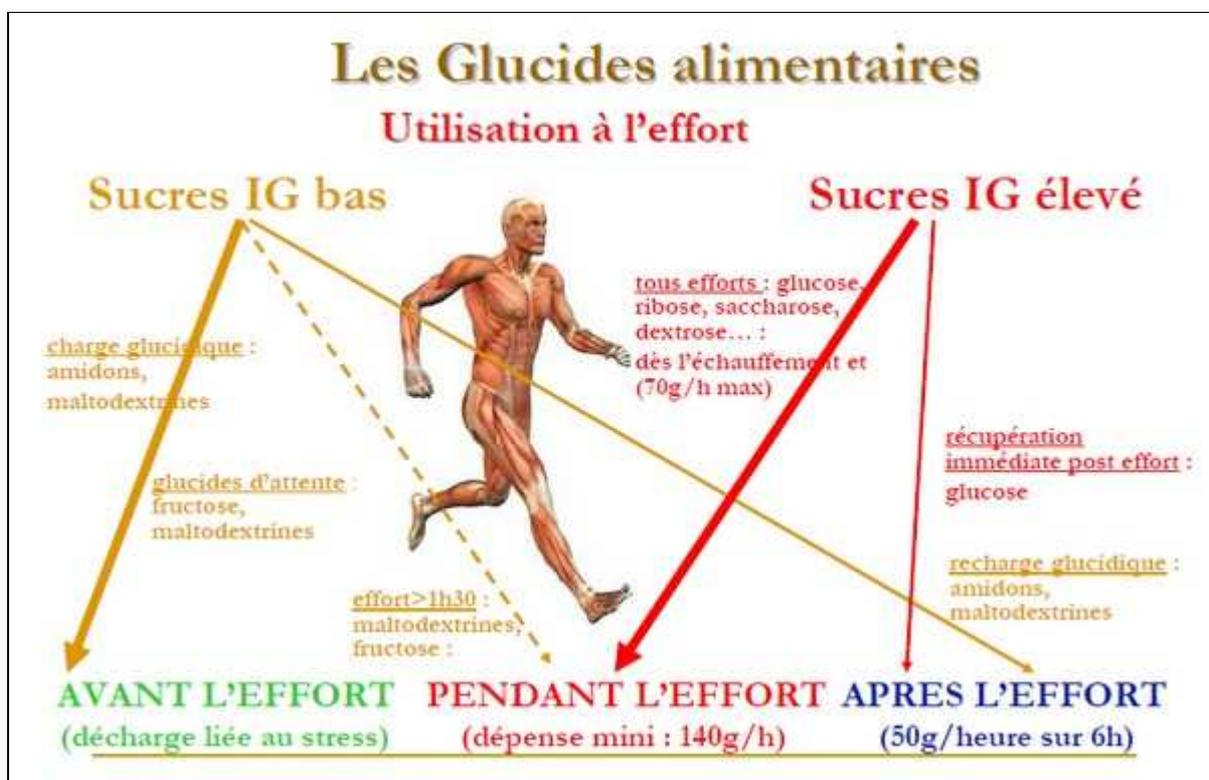 Les Glucides alimentaires
Utilisation à l'effort
Sucres IG bas
Sucres IG élevé
tous efforts : glucose,
ribose, saccharose,
dextrose… :
dès l'échauffement et
(70g/h max)
charge glucidique :
amidons,
maltodextrines
récupération
immédiate post effort :
glucose
glucides d'attente :
fructose,
maltodextrines
recharge glucidique :
amidons,
maltodextrines
effort>1h30 :
maltodextrines,
fructose :
AVANT L'EFFORT
(décharge liée au stress)
PENDANT L'EFFORT
(dépense mini : 140g/h)
APRES L'EFFORT
(50g/heure sur 6h)